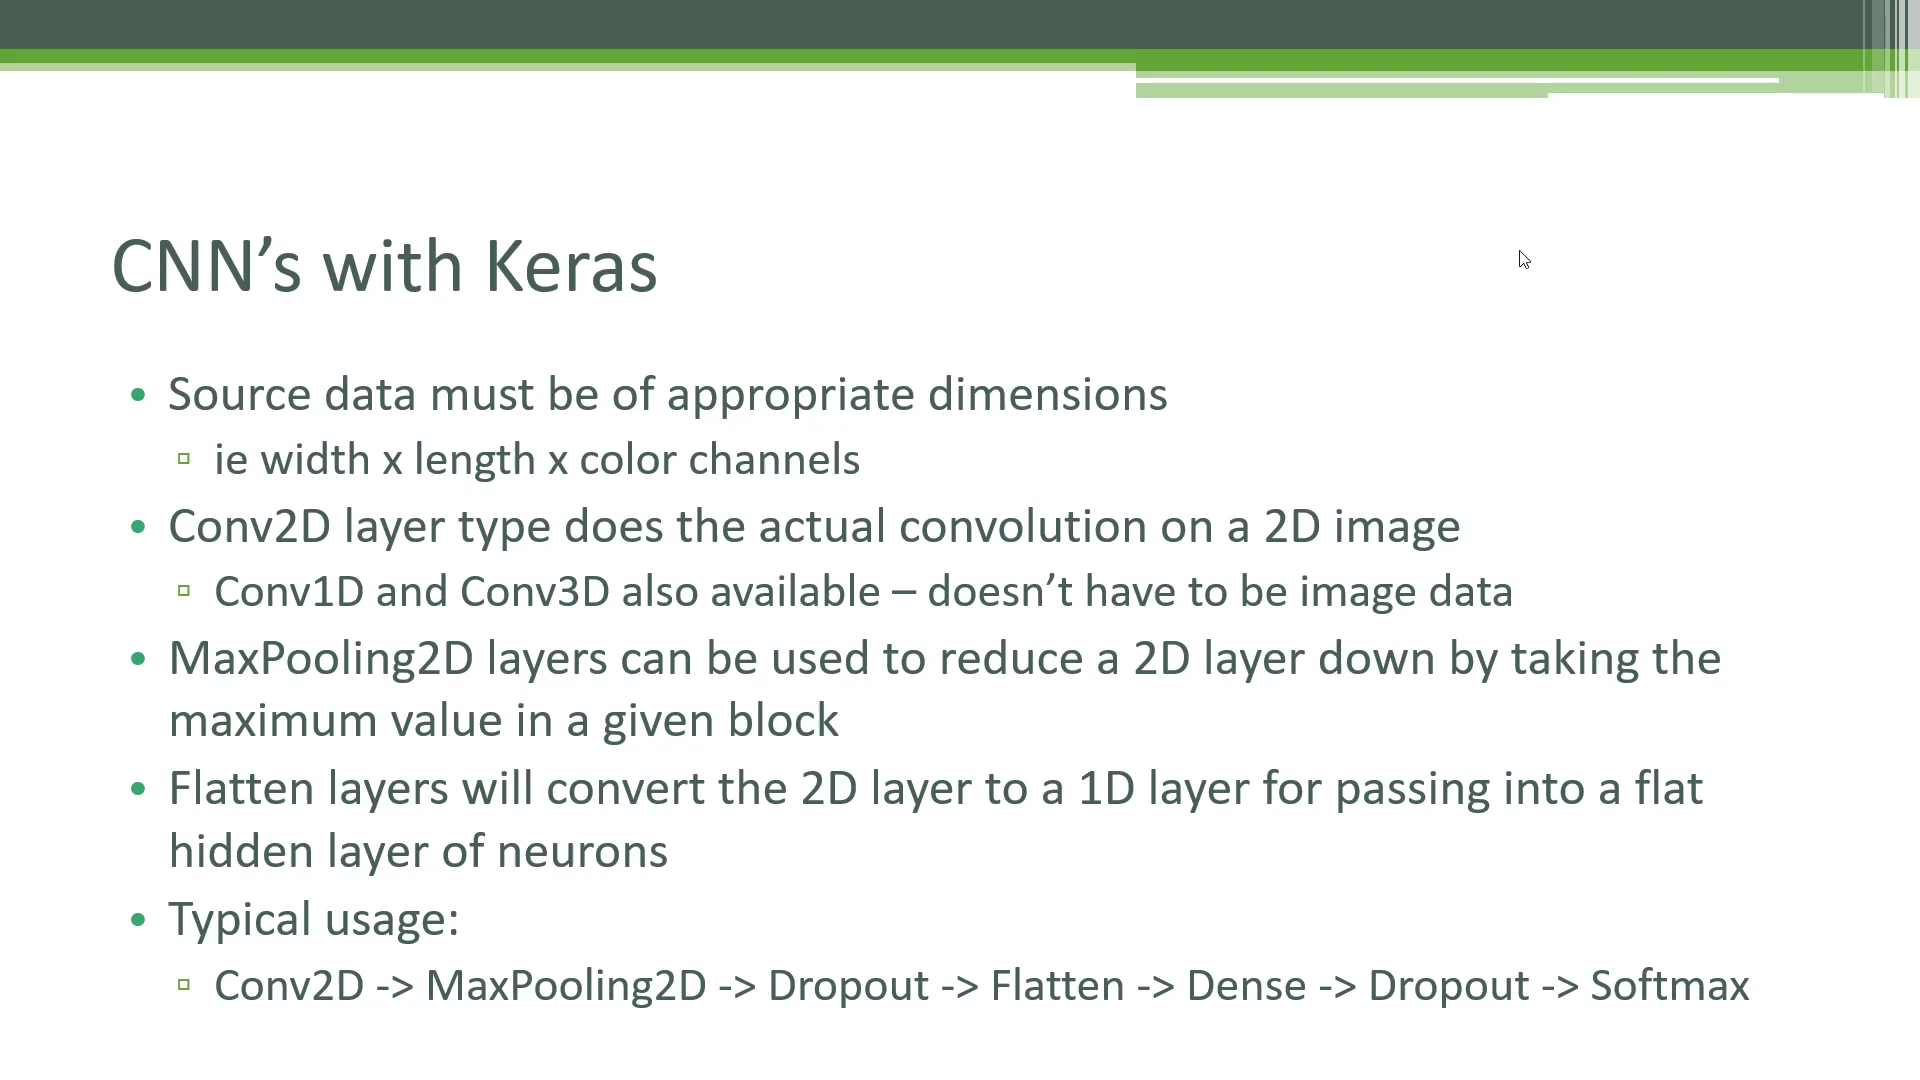 CNN’s with Keras
• Source data must be of appropriate dimensions
▫ ie width x length x color channels
• Conv2D layer type does the actual convolution on a 2D image
▫ Conv1D and Conv3D also available – doesn’t have to be image data
• MaxPooling2D layers can be used to reduce a 2D layer down by taking the
maximum value in a given block
• Flatten layers will convert the 2D layer to a 1D layer for passing into a flat
hidden layer of neurons
• Typical usage:
▫ Conv2D -> MaxPooling2D -> Dropout -> Flatten -> Dense -> Dropout -> Softmax